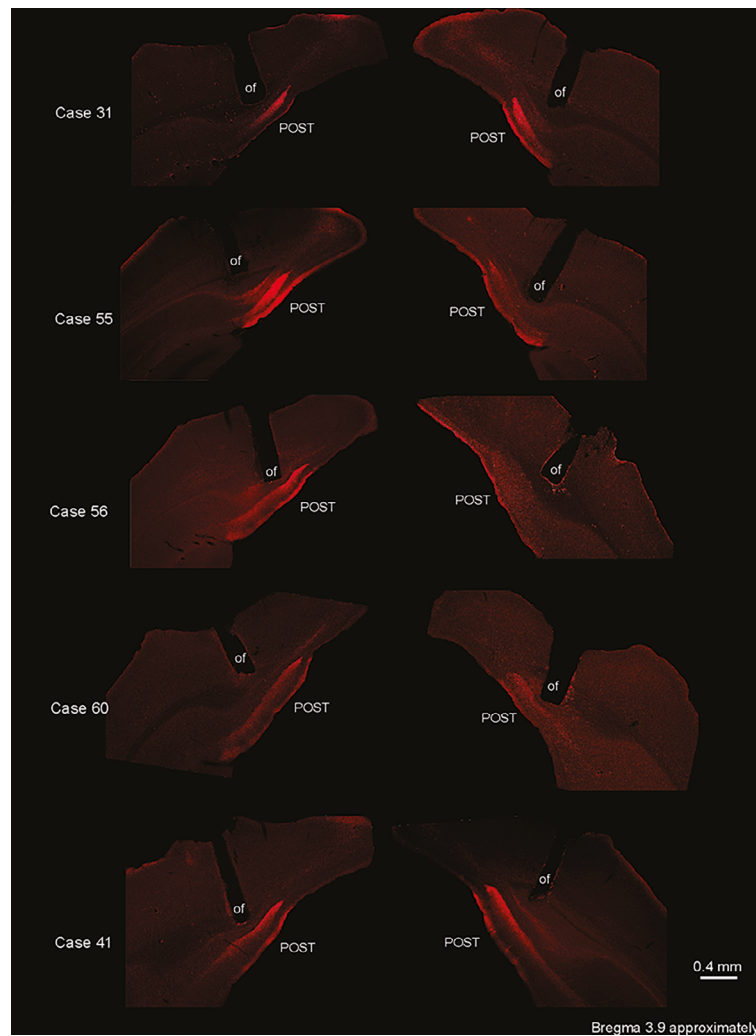 of of
Case 31
POST POST
of of
Case 55
POST POST
of of
Case 56
POST POST
of of
Case 60
POST POST
of of
Case 41
POST POST
0.4 mm
Bregma 3.9 approximately